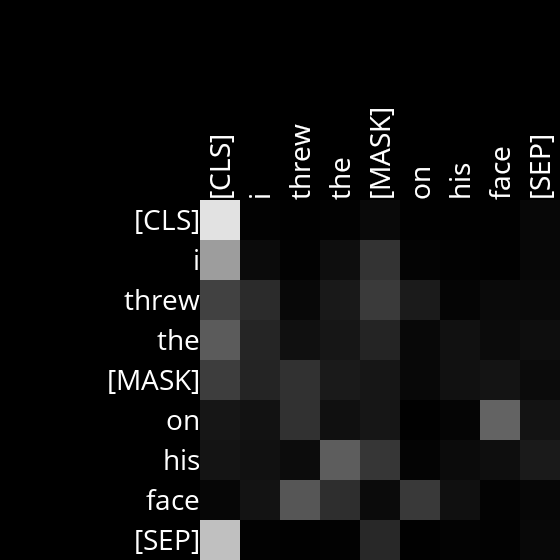 [CLS] i threw the [MASK] on his face [SEP]
[CLS]
i
threw
the
[MASK]
on
his
face
[SEP]